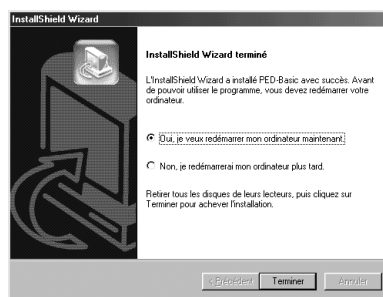 InstallShield Wizard
InstallShield Wizard terminé
L'InstallShield Wizard a installé PED-Basic avec succès. Avant
de pouvoir utiliser le programme, vous devez redémarrer votre
ordinateur.
Oui, je veux redémarrer mon ordinateur maintenant.
Non, je redémarrerai mon ordinateur plus tard.
Retirer tous les disques de leurs lecteurs, puis cliquez sur
Terminer pour achever l'installation.
< Précédent Terminer Annuler